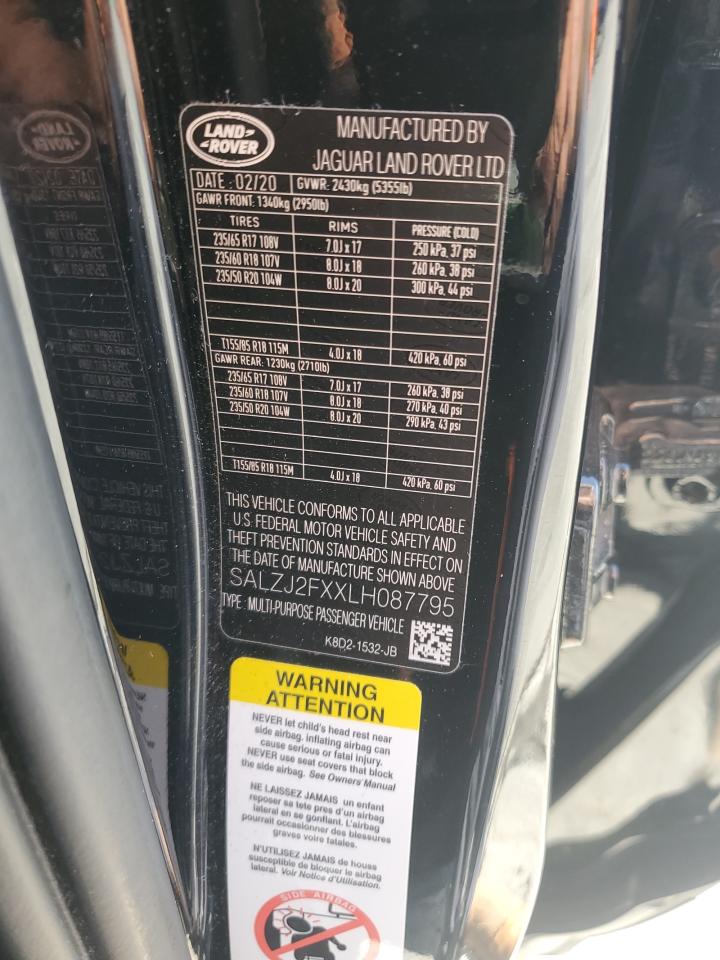 LAND-
ROVER
MANUFACTURED BY
JAGUAR LAND ROVER LTD
DATE : 02/20 GVWR: 2430kg (5355lb)
GAWR FRONT: 1340kg (2950lb)
TIRES RIMS PRESSURE (COLD)
235/65 R17 108V 7.0J x 17 250 kPa, 37 psi
235/60 R18 107V 8.0J x 18 260 kPa, 38 psi
235/50 R20 104W 8.0J x 20 300 kPa, 44 psi
T155/85 R18 115M 4.0J x 18 420 kPa, 60 psi
GAWR REAR: 1230kg (2710lb)
235/65 R17 108V 7.0J x 17 260 kPa, 38 psi
235/60 R18 107V 8.0J x 18 270 kPa, 40 psi
235/50 R20 104W 8.0J x 20 290 kPa, 43 psi
T155/85 R18 115M 4.0J x 18 420 kPa, 60 psi
THIS VEHICLE CONFORMS TO ALL APPLICABLE
U.S. FEDERAL MOTOR VEHICLE SAFETY AND
THEFT PREVENTION STANDARDS IN EFFECT ON
THE DATE OF MANUFACTURE SHOWN ABOVE
SALZJ2FXXLH087795
TYPE : MULTI-PURPOSE PASSENGER VEHICLE
K8D2-1532-JB
WARNING
ATTENTION
NEVER let child's head rest near
side airbag. inflating airbag can
cause serious or fatal injury.
NEVER use seat covers that block
the side airbag. See Owners' Manual
NE LAISSEZ JAMAIS un enfant
reposer sa tete pres d'un airbag
lateral en se gonflant. L'airbag
pourrait occasionner des blessures
graves voire fatales.
N'UTILISEZ JAMAIS de houss
susceptible de bloquer le airbag
lateral. Voir Notice d'Utilisation.
SIDE AIRBAG